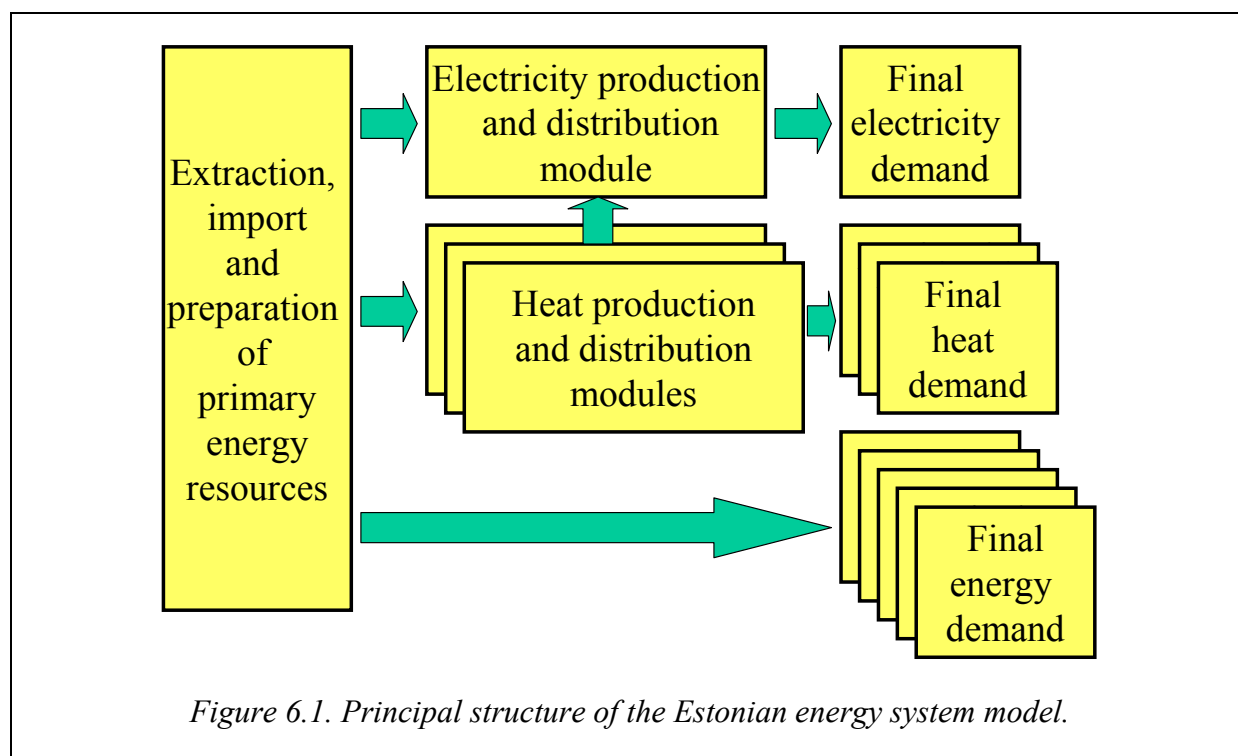 Extraction,
import
and
preparation
of
primary
energy
resources
Electricity production
and distribution
module
Final
electricity
demand
Heat production
and distribution
modules
Final
heat
demand
Final
energy
demand
Figure 6.1. Principal structure of the Estonian energy system model.